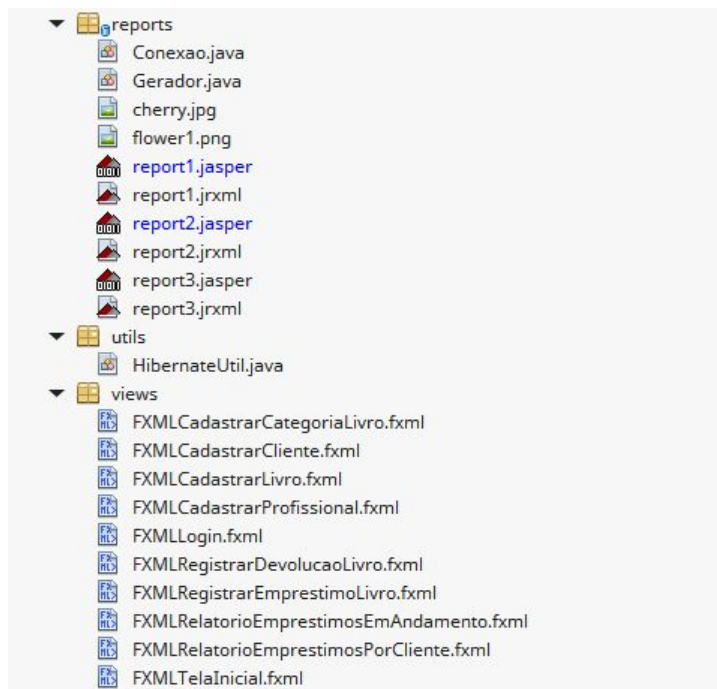 reports
Conexao.java
Gerador.java
cherry.jpg
flower1.png
report1.jasper
report1.jrxml
report2.jasper
report2.jrxml
report3.jasper
report3.jrxml
utils
HibernateUtil.java
views
FXMLCadastrarCategoriaLivro.fxml
FXMLCadastrarCliente.fxml
FXMLCadastrarLivro.fxml
FXMLCadastrarProfissional.fxml
FXMLLogin.fxml
FXMLRegistrarDevolucaoLivro.fxml
FXMLRegistrarEmprestimoLivro.fxml
FXMLRelatorioEmprestimosEmAndamento.fxml
FXMLRelatorioEmprestimosPorCliente.fxml
FXMLTelaInicial.fxml